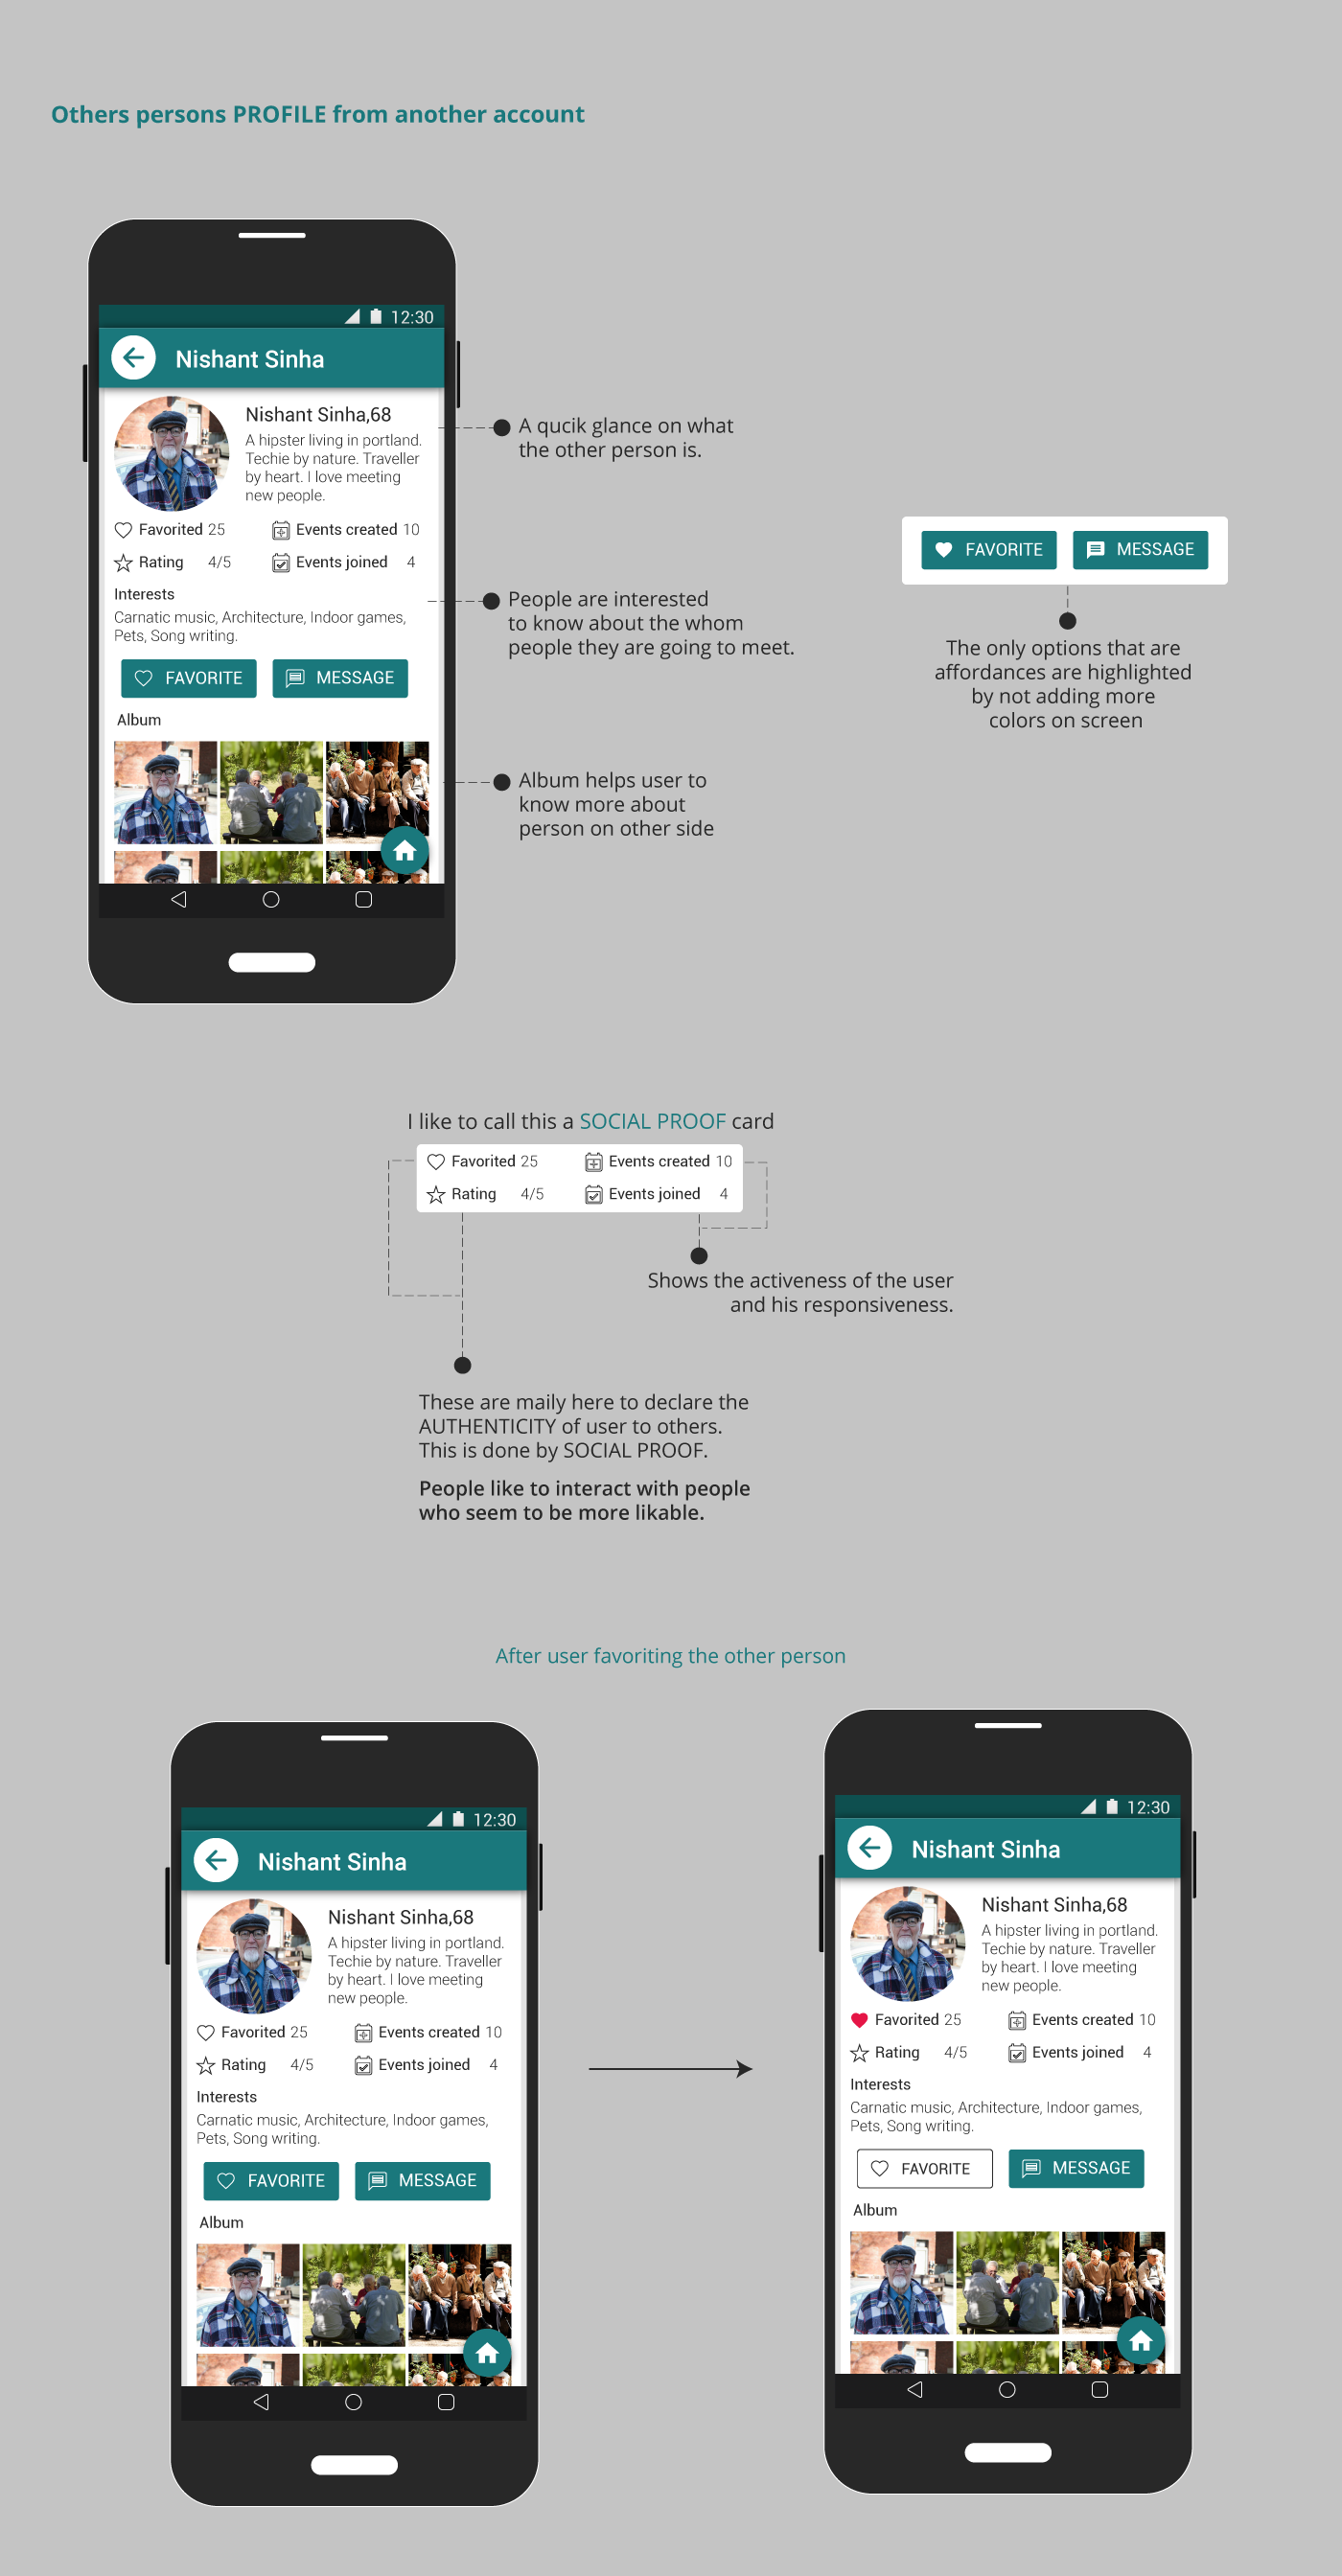 Others persons PROFILE from another account
12:30
Nishant Sinha
Nishant Sinha,68
A hipster living in portland.
Techie by nature. Traveller
by heart. I love meeting
new people.
Favorited 25
Events created 10
Rating 4/5
Events joined 4
Interests
Carnatic music, Architecture, Indoor games,
Pets, Song writing.
FAVORITE
MESSAGE
Album
A qucik glance on what
the other person is.
People are interested
to know about the whom
people they are going to meet.
Album helps user to
know more about
person on other side
FAVORITE
MESSAGE
The only options that are
affordances are highlighted
by not adding more
colors on screen
I like to call this a SOCIAL PROOF card
Favorited 25
Events created 10
Rating 4/5
Events joined 4
Shows the activeness of the user
and his responsiveness.
These are maily here to declare the
AUTHENTICITY of user to others.
This is done by SOCIAL PROOF.
People like to interact with people
who seem to be more likable.
After user favoriting the other person
12:30
Nishant Sinha
Nishant Sinha,68
A hipster living in portland.
Techie by nature. Traveller
by heart. I love meeting
new people.
Favorited 25
Events created 10
Rating 4/5
Events joined 4
Interests
Carnatic music, Architecture, Indoor games,
Pets, Song writing.
FAVORITE
MESSAGE
Album
12:30
Nishant Sinha
Nishant Sinha,68
A hipster living in portland.
Techie by nature. Traveller
by heart. I love meeting
new people.
Favorited 25
Events created 10
Rating 4/5
Events joined 4
Interests
Carnatic music, Architecture, Indoor games,
Pets, Song writing.
FAVORITE
MESSAGE
Album